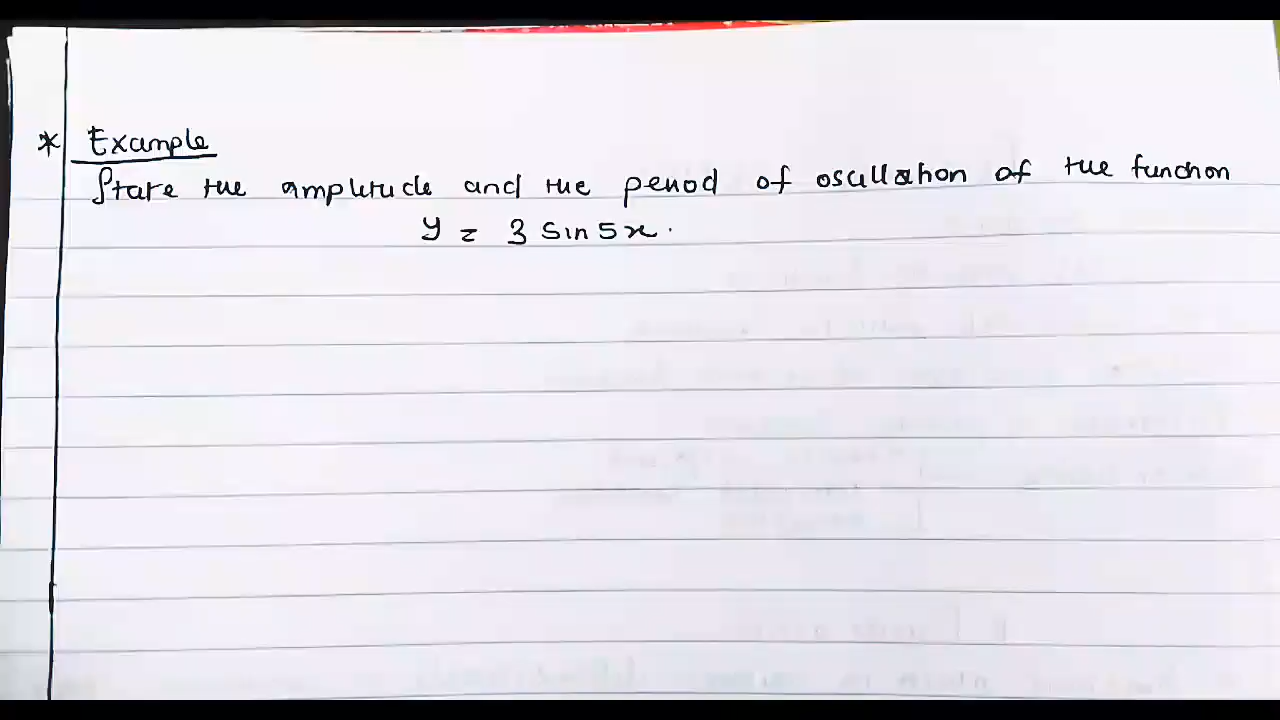 * Example
State the amplitude and the period of oscillation of the function
y = 3 Sin 5x.